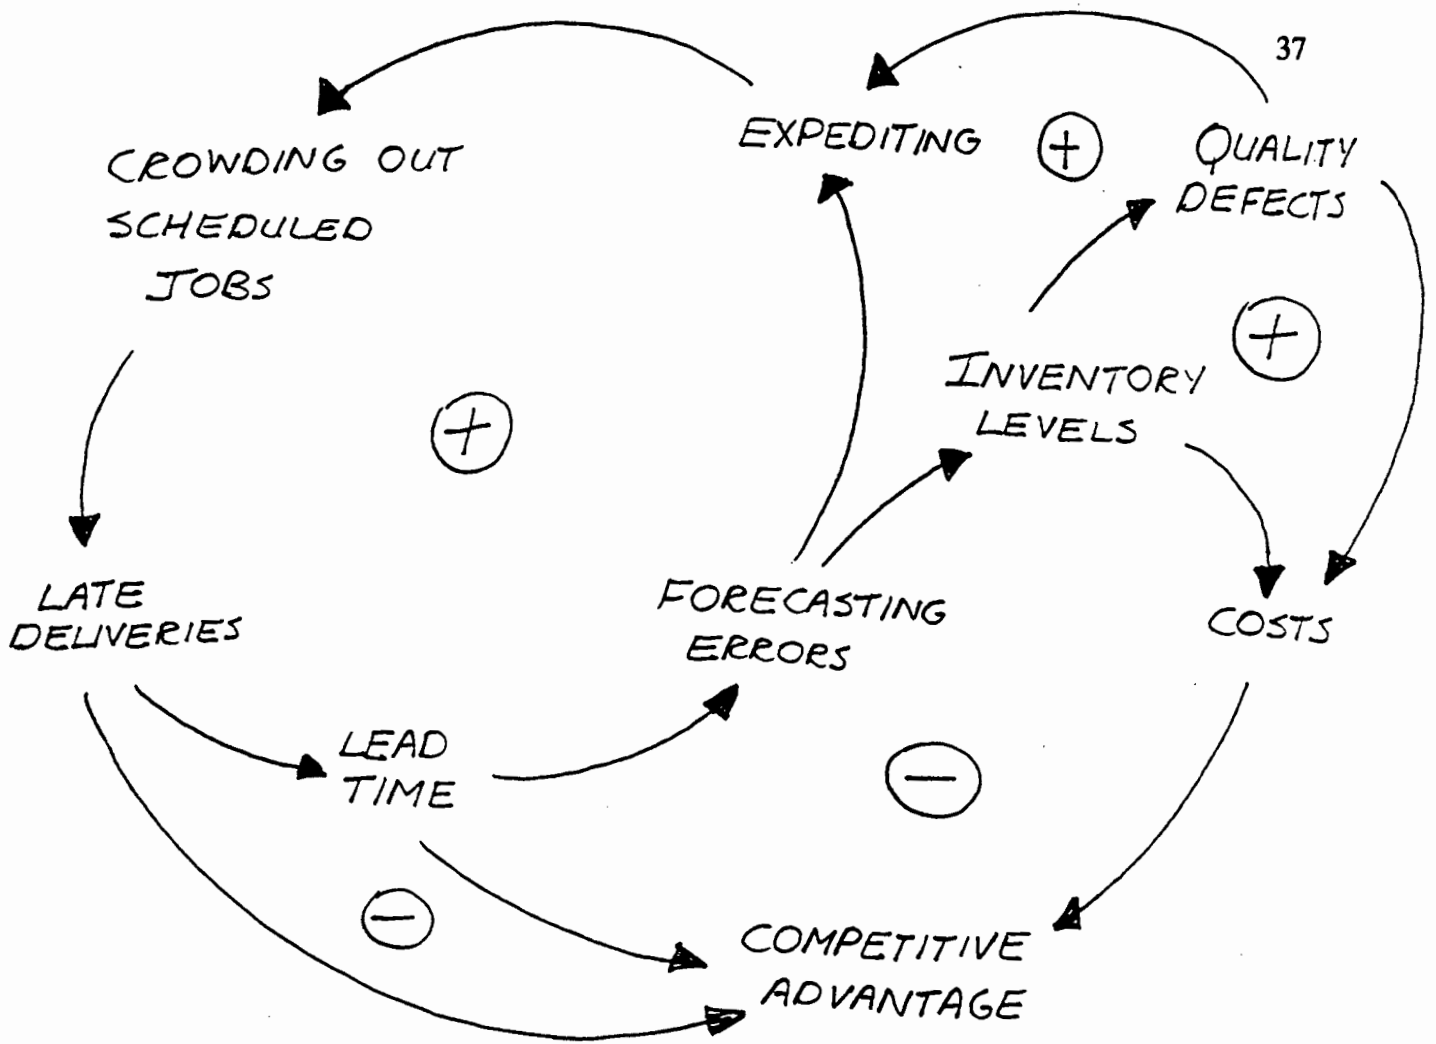 37
CROWDING OUT
SCHEDULED
JOBS
EXPEDITING
+
QUALITY
DEFECTS
+
INVENTORY
LEVELS
+
LATE
DELIVERIES
FORECASTING
ERRORS
COSTS
LEAD
TIME
−
−
COMPETITIVE
ADVANTAGE